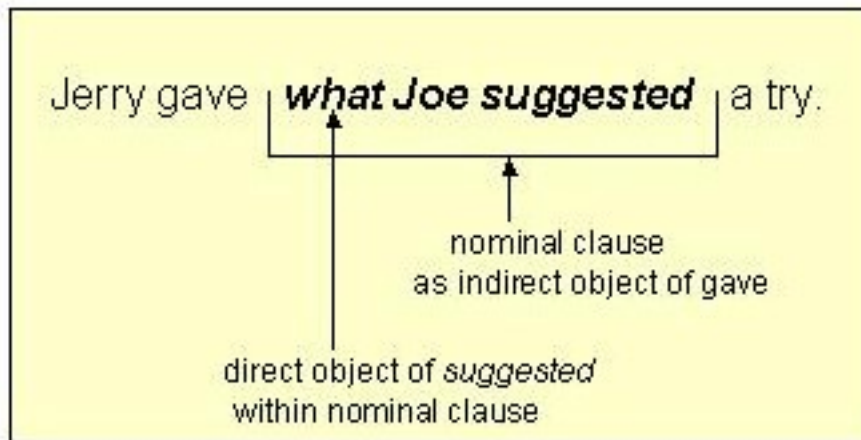 Jerry gave what Joe suggested a try.
nominal clause
as indirect object of gave
direct object of suggested
within nominal clause